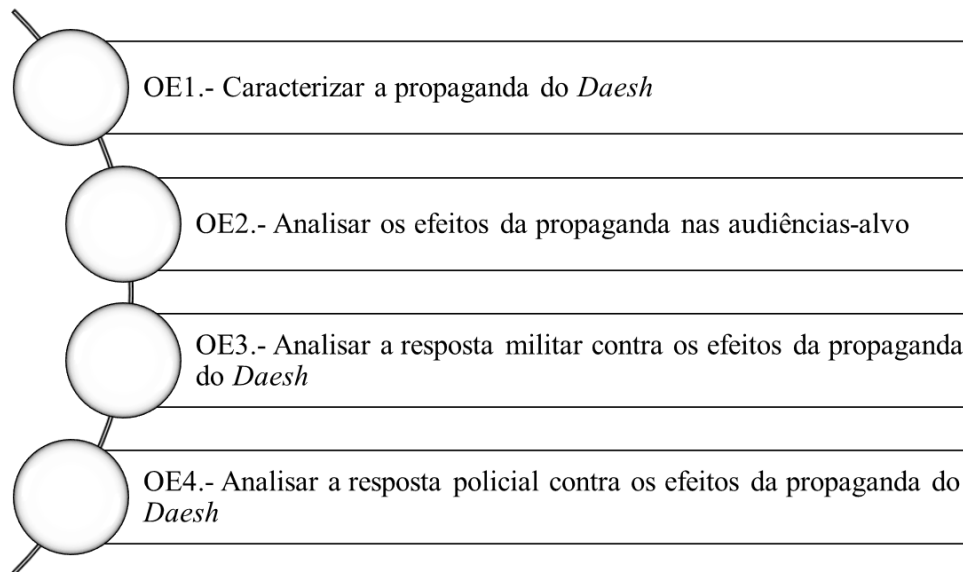 OE1.- Caracterizar a propaganda do Daesh
OE2.- Analisar os efeitos da propaganda nas audiências-alvo
OE3.- Analisar a resposta militar contra os efeitos da propaganda
do Daesh
OE4.- Analisar a resposta policial contra os efeitos da propaganda do
Daesh